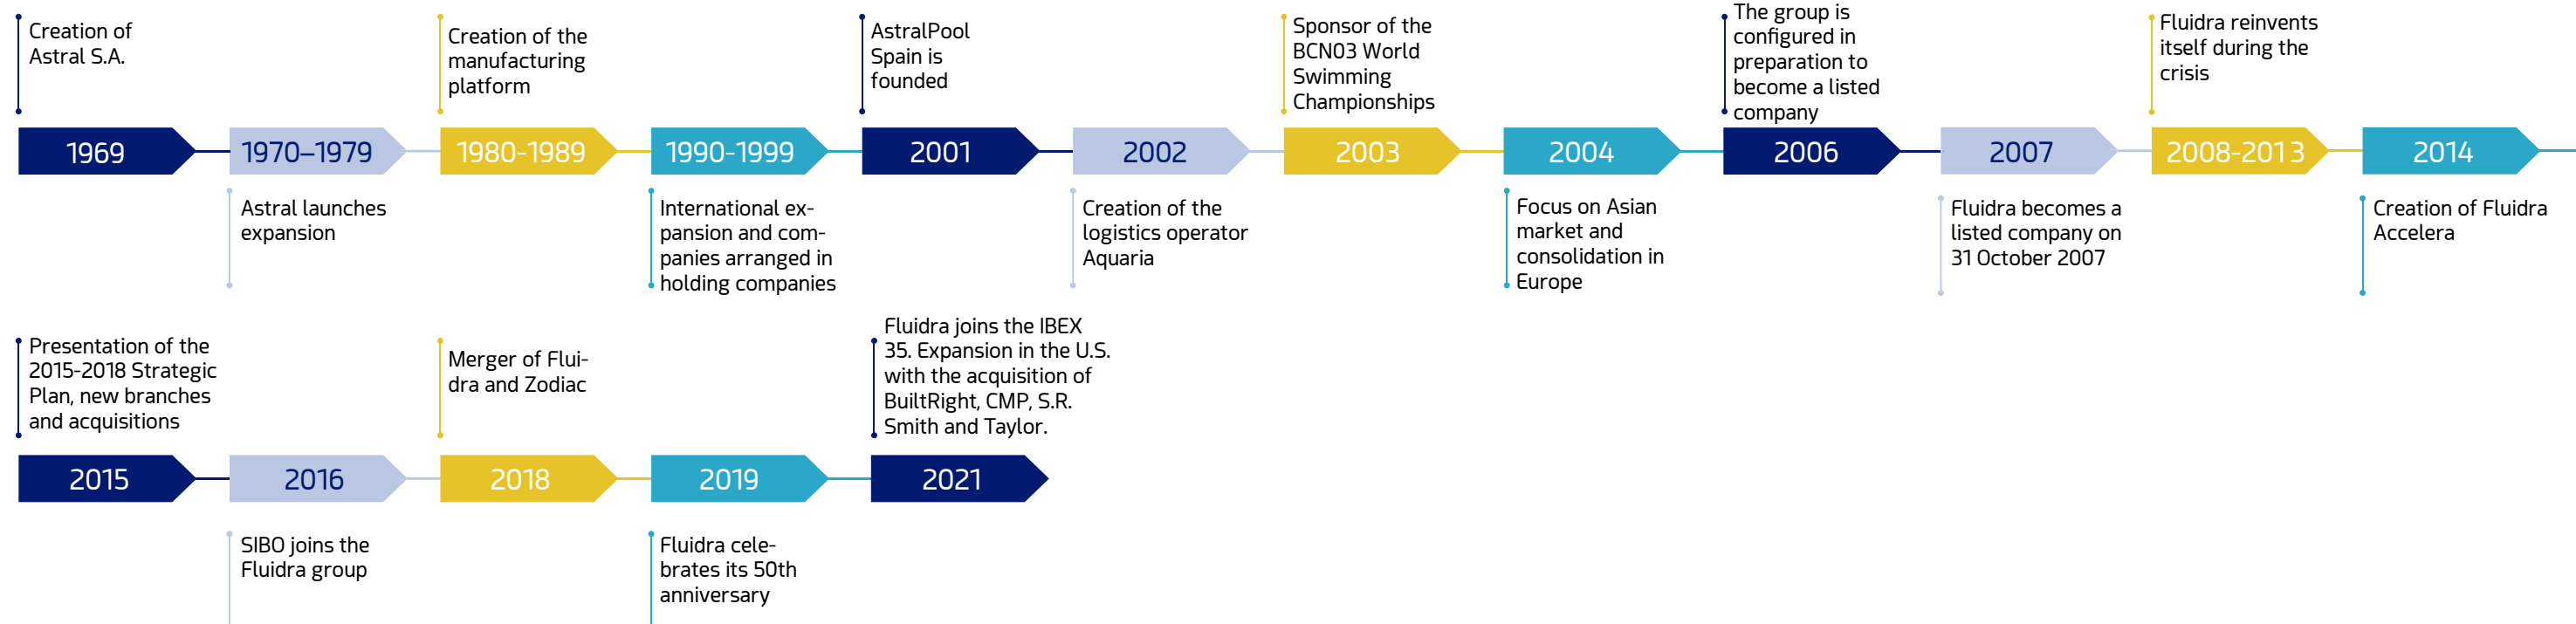 Creation of
Astral S.A.
Creation of the
manufacturing
platform
AstralPool
Spain is
founded
Sponsor of the
BCN03 World
Swimming
Championships
The group is
configured in
preparation to
become a listed
company
Fluidra reinvents
itself during the
crisis
1969
1970–1979
1980-1989
1990-1999
2001
2002
2003
2004
2006
2007
2008-2013
2014
Astral launches
expansion
International ex-
pansion and com-
panies arranged in
holding companies
Creation of the
logistics operator
Aquaria
Focus on Asian
market and
consolidation in
Europe
Fluidra becomes a
listed company on
31 October 2007
Creation of Fluidra
Accelera
Presentation of the
2015-2018 Strategic
Plan, new branches
and acquisitions
Merger of Flui-
dra and Zodiac
Fluidra joins the IBEX
35. Expansion in the U.S.
with the acquisition of
BuiltRight, CMP, S.R.
Smith and Taylor.
2015
2016
2018
2019
2021
SIBO joins the
Fluidra group
Fluidra cele-
brates its 50th
anniversary